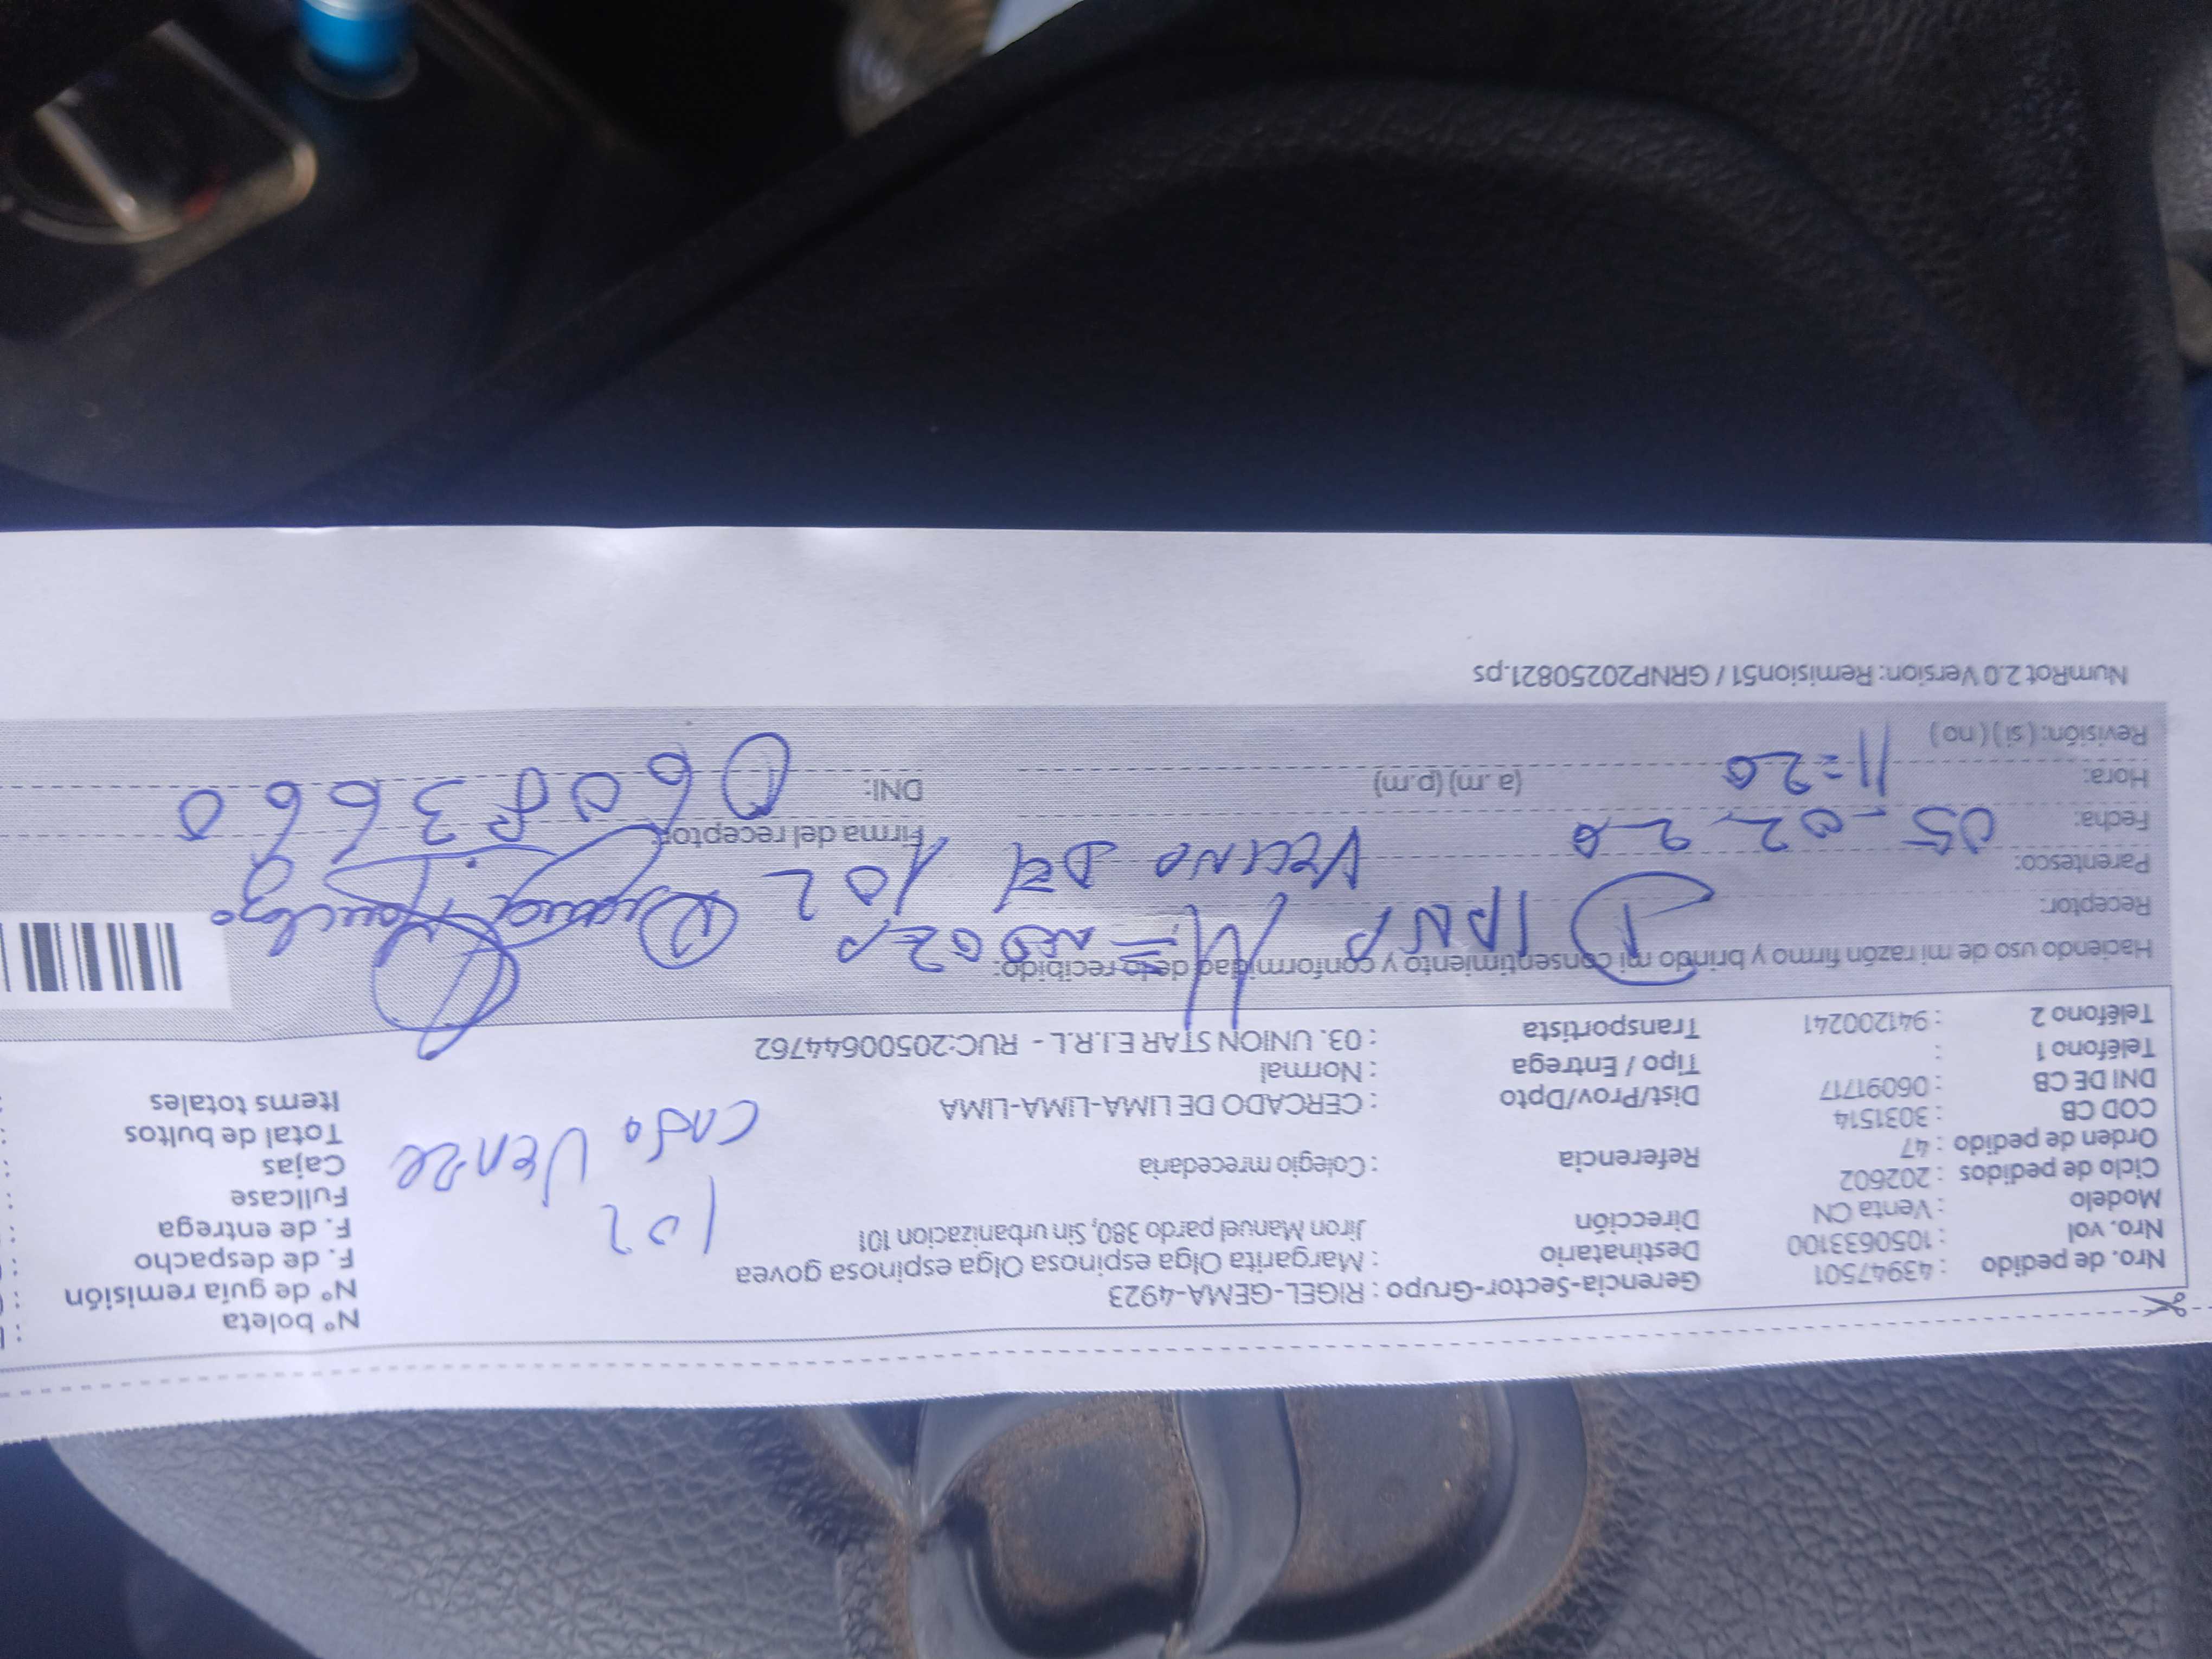 Nº boleta :
Gerencia-Sector-Grupo : RIGEL-GEMA-4923
Nº de guía remisión :
Nro. de pedido : 43947501
Destinatario : Margarita Olga espinosa Olga espinosa govea
F. de despacho :
Nro. vol : 1050633100
Dirección Jiron Manuel pardo 380, Sin urbanizacion 101
102
F. de entrega :
Modelo : Venta CN
Fullcase :
Ciclo de pedidos : 202602
Referencia : Colegio mrecedaria
Casa Verde
Cajas :
Orden de pedido : 47
Total de bultos :
COD CB : 3031514
Dist/Prov/Dpto : CERCADO DE LIMA-LIMA-LIMA
Items totales :
DNI DE CB : 06091717
Tipo / Entrega : Normal
Teléfono 1 :
Transportista : 03. UNION STAR E.I.R.L - RUC:20500644762
Teléfono 2 : 941200241
Haciendo uso de mi razón firmo y brindo mi consentimiento y conformidad de lo recibido:
Receptor: DIANA
Parentesco: VECINO DEL 102
Firma del receptor:
Fecha: 05-02-26
Hora: 11=20 (a.m) (p.m)
DNI: 06083660
Revisión: ( si ) ( no )
NumRot 2.0 Version: Remision51 / GRNP20250821.ps